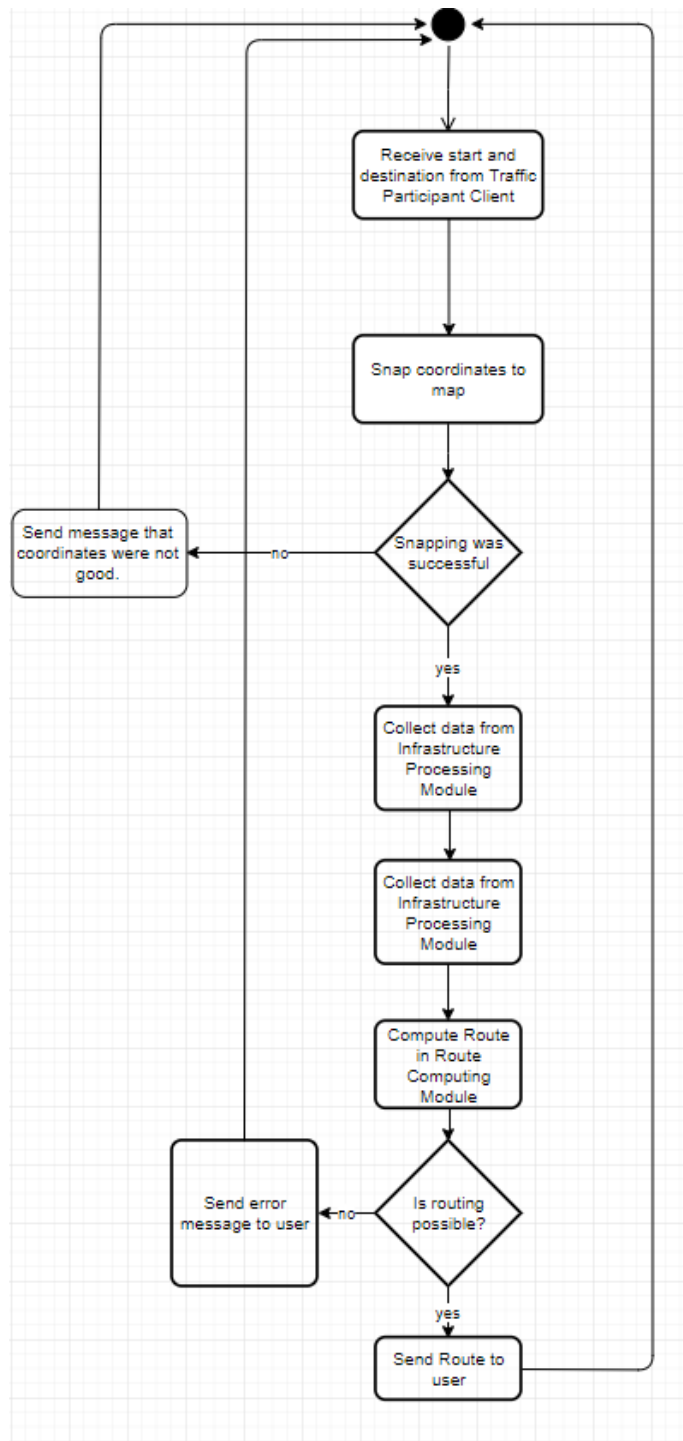 Receive start and
destination from Traffic
Participant Client
Snap coordinates to
map
Snapping was
successful
no
Send message that
coordinates were not
good.
yes
Collect data from
Infrastructure
Processing
Module
Collect data from
Infrastructure
Processing
Module
Compute Route
in Route
Computing
Module
Is routing
possible?
no
Send error
message to user
yes
Send Route to
user